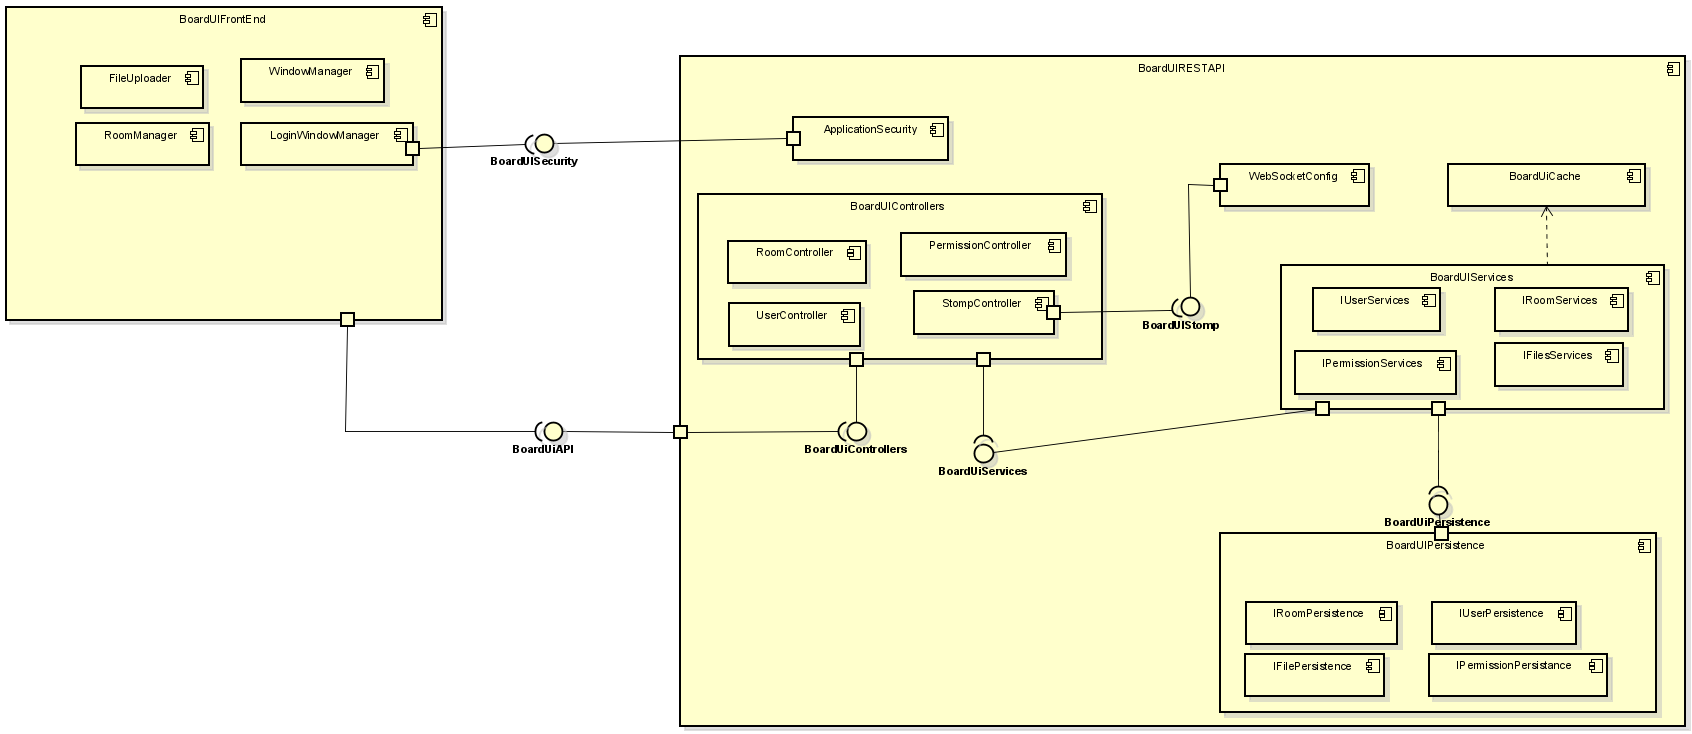 BoardUIFrontEnd
FileUploader
WindowManager
RoomManager
LoginWindowManager
BoardUISecurity
BoardUiAPI
BoardUIRESTAPI
ApplicationSecurity
BoardUIControllers
RoomController
PermissionController
UserController
StompController
BoardUIStomp
WebSocketConfig
BoardUiCache
BoardUIServices
IUserServices
IRoomServices
IPermissionServices
IFilesServices
BoardUiControllers
BoardUiServices
BoardUiPersistence
BoardUIPersistence
IRoomPersistence
IUserPersistence
IFilePersistence
IPermissionPersistance